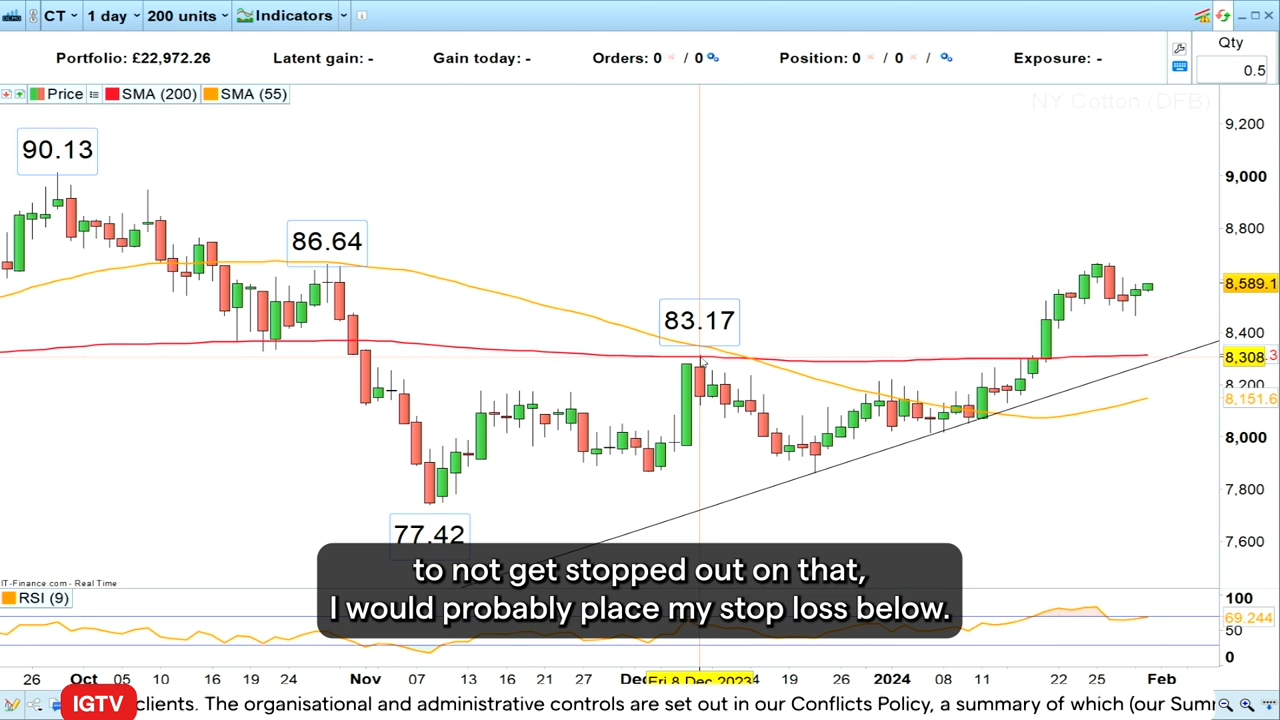 CT 1 day 200 units Indicators
Portfolio: £22,972.26 Latent gain: - Gain today: - Orders: 0 / 0 Position: 0 / 0 / Exposure: - Qty
0.5
Price SMA (200) SMA (55)
NY Cotton (DFB)
9,200
90.13
9,000
8,800
86.64
8,589.1
83.17
8,400
8,308.3
8,200
8,151.6
8,000
7,800
77.42
7,600
to not get stopped out on that,
I would probably place my stop loss below.
IT-Finance.com - Real Time
RSI (9)
100
69.244
50
0
26 Oct 05 10 16 19 24 Nov 08 13 16 21 27 Dec Fri 8 Dec 2023 4 19 26 2024 08 11 22 25 Feb
IGTV clients. The organisational and administrative controls are set out in our Conflicts Policy, a summary of which (our Sum